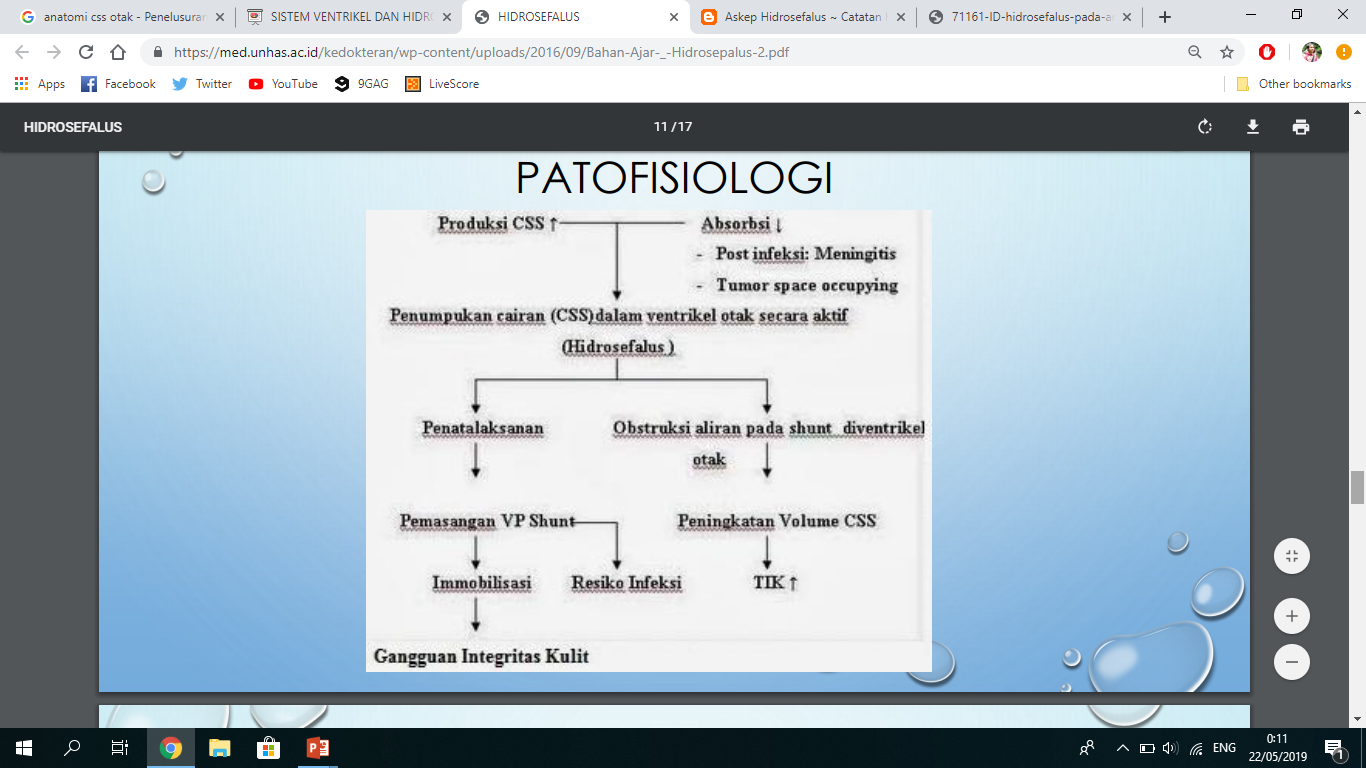 anatomi css otak - Penelusuran
SISTEM VENTRIKEL DAN HIDRO
HIDROSEFALUS
Askep Hidrosefalus ~ Catatan
71161-ID-hidrosefalus-pada-a
https://med.unhas.ac.id/kedokteran/wp-content/uploads/2016/09/Bahan-Ajar-_-Hidrosepalus-2.pdf
Apps Facebook Twitter YouTube 9GAG LiveScore Other bookmarks
HIDROSEFALUS 11 / 17
PATOFISIOLOGI
Produksi CSS ↑ Absorbsi ↓
- Post infeksi: Meningitis
- Tumor space occupying
Penumpukan cairan (CSS)dalam ventrikel otak secara aktif
(Hidrosefalus )
Penatalaksanan Obstruksi aliran pada shunt diventrikel
otak
Pemasangan VP Shunt Peningkatan Volume CSS
Immobilisasi Resiko Infeksi TIK ↑
Gangguan Integritas Kulit
ENG
0:11
22/05/2019
1